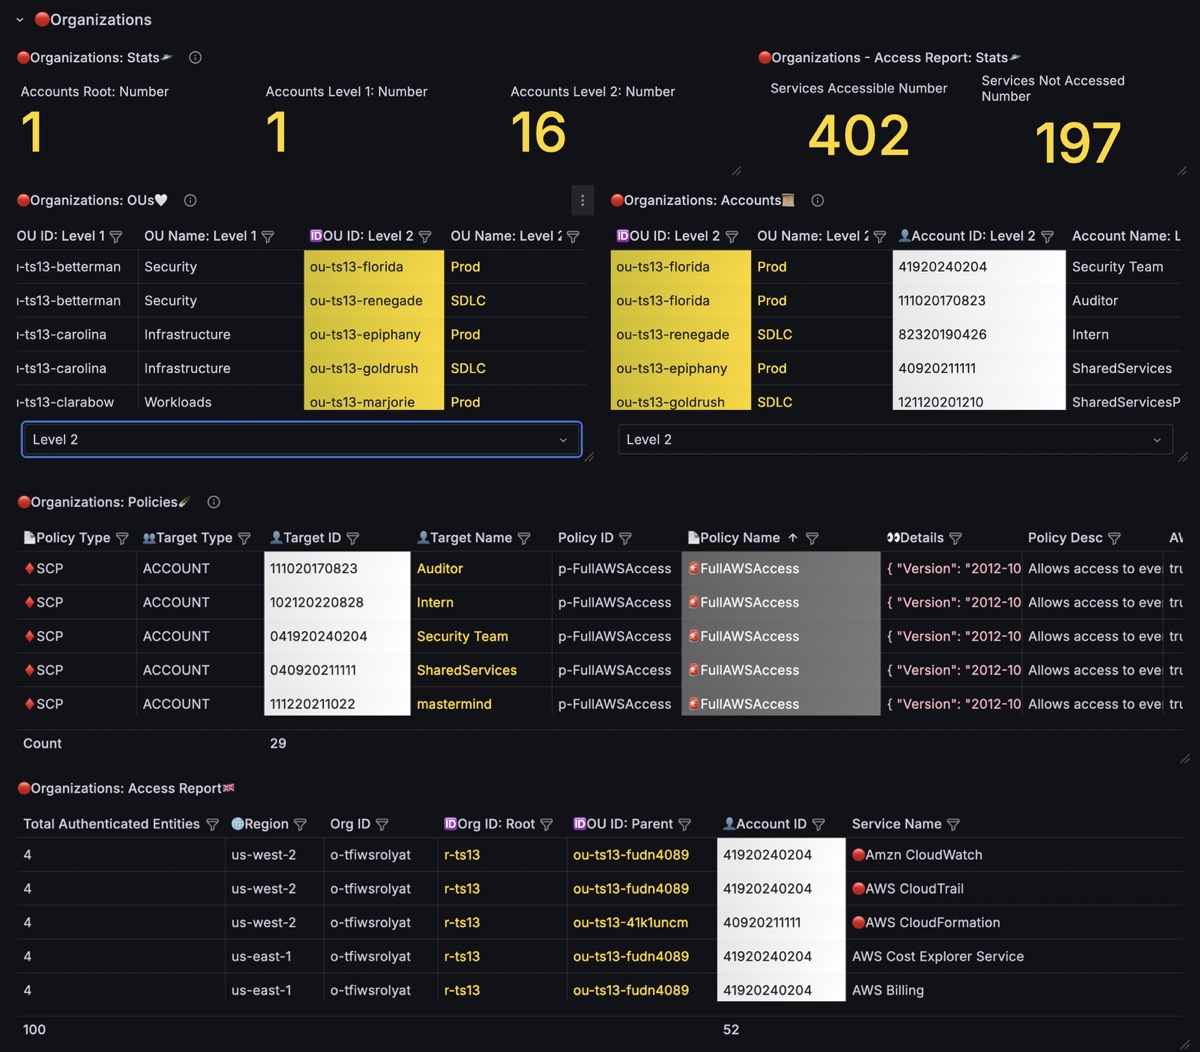 Organizations
Organizations: Stats
Accounts Root: Number
1
Accounts Level 1: Number
1
Accounts Level 2: Number
16
Organizations - Access Report: Stats
Services Accessible Number
402
Services Not Accessed
Number
197
Organizations: OUs
OU ID: Level 1 OU Name: Level 1 ID OU ID: Level 2 OU Name: Level 2
-ts13-betterman Security ou-ts13-florida Prod
-ts13-betterman Security ou-ts13-renegade SDLC
-ts13-carolina Infrastructure ou-ts13-epiphany Prod
-ts13-carolina Infrastructure ou-ts13-goldrush SDLC
-ts13-clarabow Workloads ou-ts13-marjorie Prod
Level 2
Organizations: Accounts
ID OU ID: Level 2 OU Name: Level 2 Account ID: Level 2 Account Name: L
ou-ts13-florida Prod 41920240204 Security Team
ou-ts13-florida Prod 111020170823 Auditor
ou-ts13-renegade SDLC 82320190426 Intern
ou-ts13-epiphany Prod 40920211111 SharedServices
ou-ts13-goldrush SDLC 121120201210 SharedServicesP
Level 2
Organizations: Policies
Policy Type Target Type Target ID Target Name Policy ID Policy Name Details Policy Desc AV
SCP ACCOUNT 111020170823 Auditor p-FullAWSAccess FullAWSAccess { "Version": "2012-10 Allows access to eve tru
SCP ACCOUNT 102120220828 Intern p-FullAWSAccess FullAWSAccess { "Version": "2012-10 Allows access to eve tru
SCP ACCOUNT 041920240204 Security Team p-FullAWSAccess FullAWSAccess { "Version": "2012-10 Allows access to eve tru
SCP ACCOUNT 040920211111 SharedServices p-FullAWSAccess FullAWSAccess { "Version": "2012-10 Allows access to eve tru
SCP ACCOUNT 111220211022 mastermind p-FullAWSAccess FullAWSAccess { "Version": "2012-10 Allows access to eve tru
Count 29
Organizations: Access Report
Total Authenticated Entities Region Org ID ID Org ID: Root ID OU ID: Parent Account ID Service Name
4 us-west-2 o-tfiwsrolyat r-ts13 ou-ts13-fudn4089 41920240204 Amzn CloudWatch
4 us-west-2 o-tfiwsrolyat r-ts13 ou-ts13-fudn4089 41920240204 AWS CloudTrail
4 us-west-2 o-tfiwsrolyat r-ts13 ou-ts13-41k1uncm 40920211111 AWS CloudFormation
4 us-east-1 o-tfiwsrolyat r-ts13 ou-ts13-fudn4089 41920240204 AWS Cost Explorer Service
4 us-east-1 o-tfiwsrolyat r-ts13 ou-ts13-fudn4089 41920240204 AWS Billing
100 52